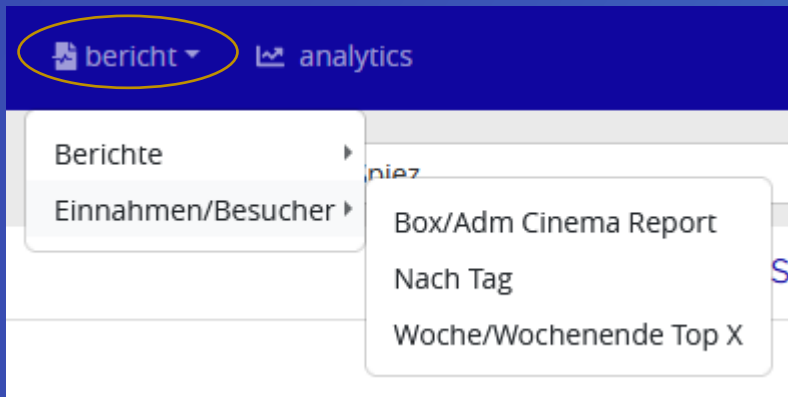 bericht
analytics
Berichte
Einnahmen/Besucher
Box/Adm Cinema Report
Nach Tag
Woche/Wochenende Top X